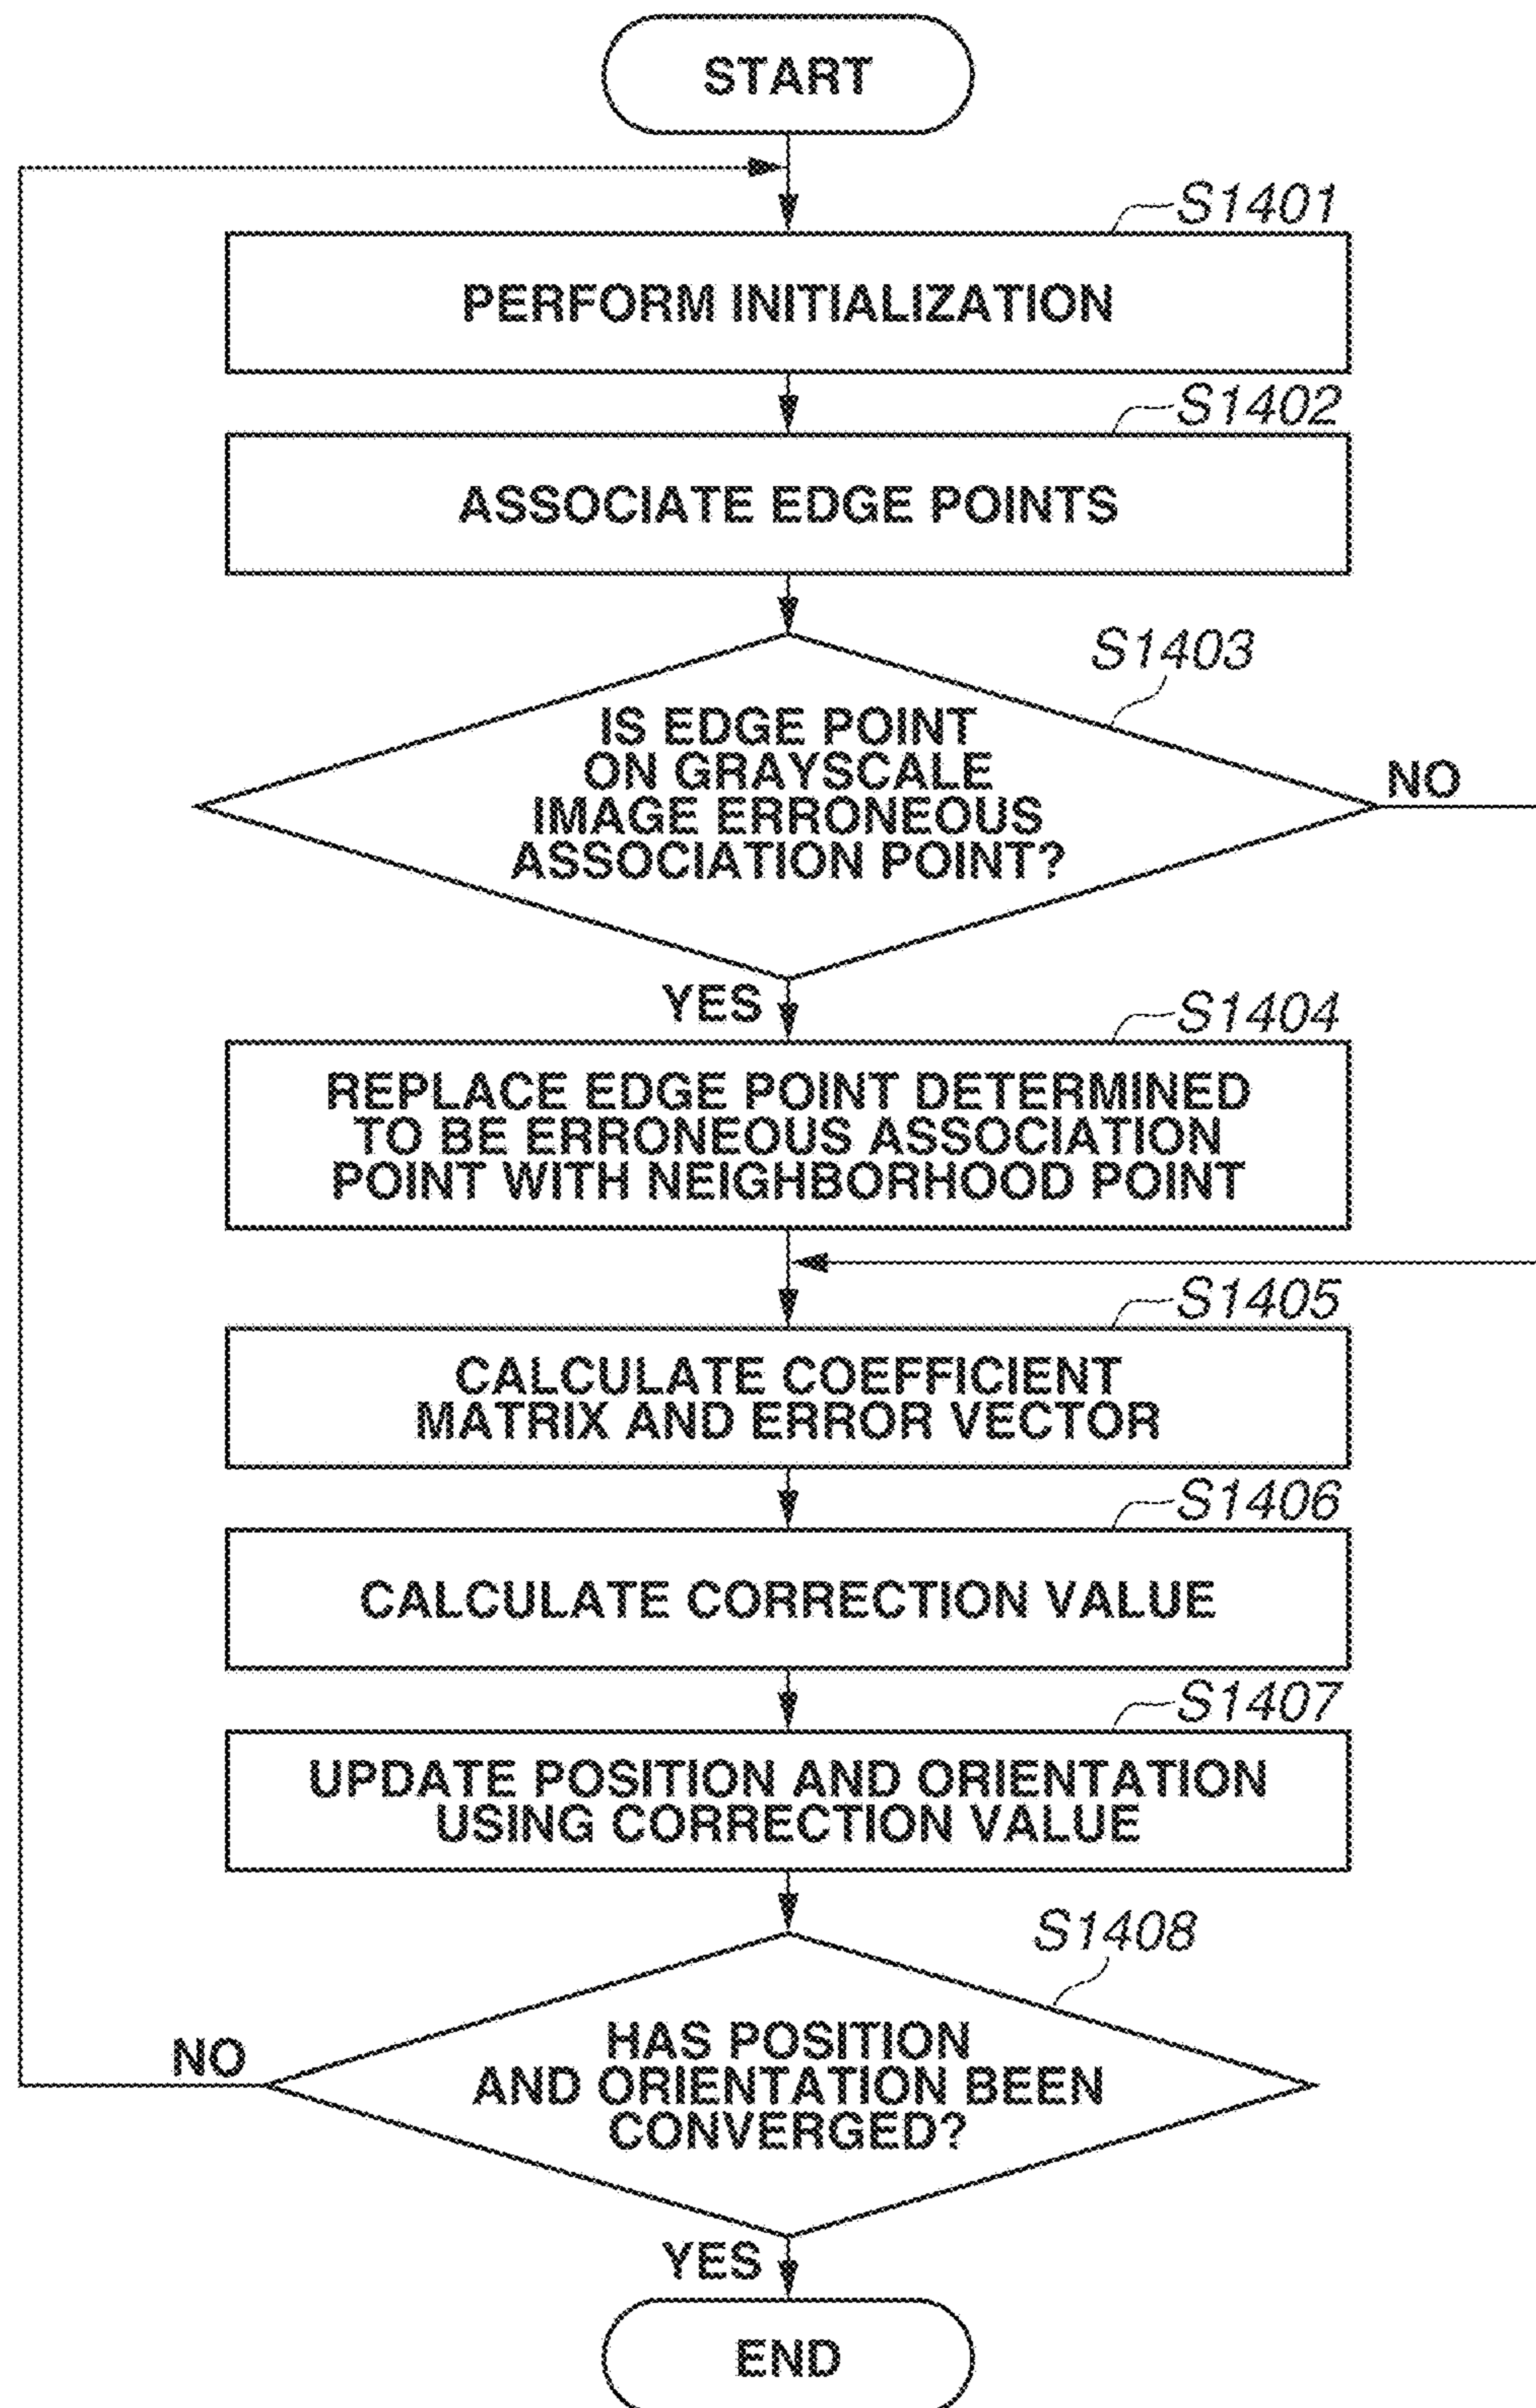 START
S1401
PERFORM INITIALIZATION
S1402
ASSOCIATE EDGE POINTS
S1403
IS EDGE POINT
ON GRAYSCALE
IMAGE ERRONEOUS
ASSOCIATION POINT?
NO
YES
S1404
REPLACE EDGE POINT DETERMINED
TO BE ERRONEOUS ASSOCIATION
POINT WITH NEIGHBORHOOD POINT
S1405
CALCULATE COEFFICIENT
MATRIX AND ERROR VECTOR
S1406
CALCULATE CORRECTION VALUE
S1407
UPDATE POSITION AND ORIENTATION
USING CORRECTION VALUE
S1408
HAS POSITION
AND ORIENTATION BEEN
CONVERGED?
NO
YES
END